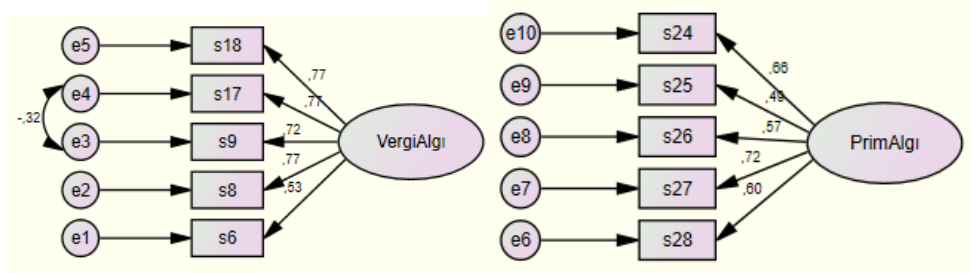 e5 s18 ,77
e4 s17 ,77
-,32
e3 s9 ,72 VergiAlgı
e2 s8 ,77
e1 s6 ,53
e10 s24 ,66
e9 s25 ,49
e8 s26 ,57 PrimAlgı
e7 s27 ,72
e6 s28 ,60